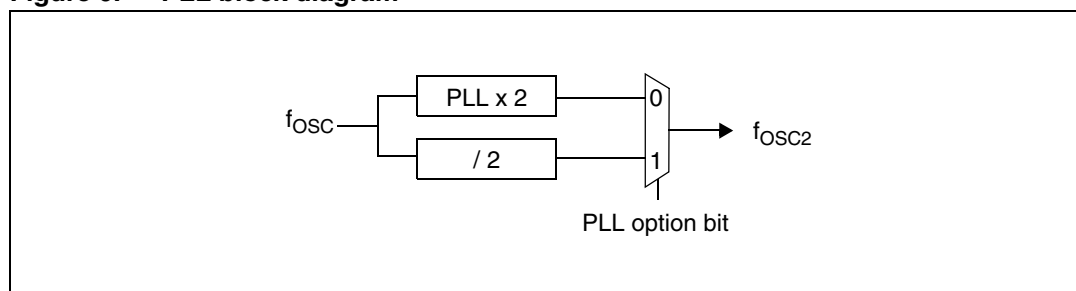 PLL x 2
0
fOSC
fOSC2
/ 2
1
PLL option bit